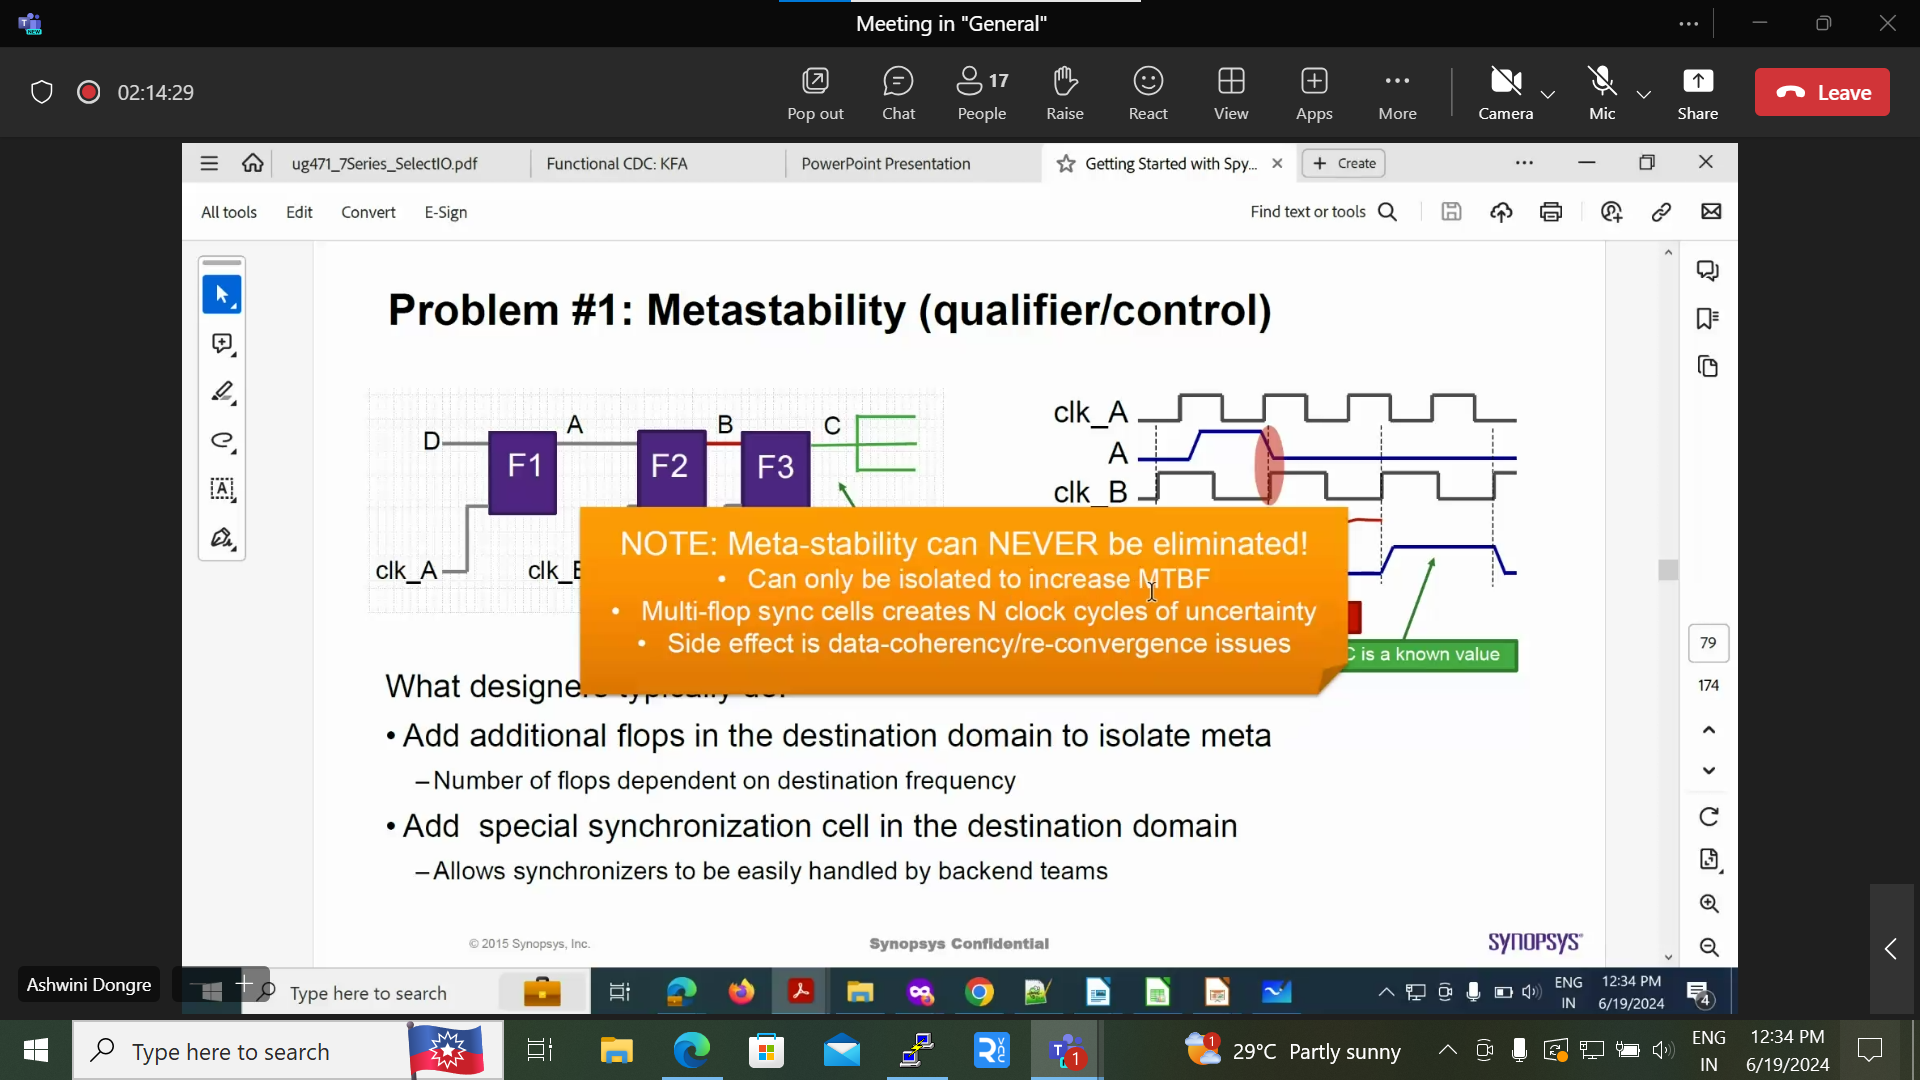 Meeting in "General"
02:14:29
Pop out
Chat
17
People
Raise
React
View
Apps
More
Camera
Mic
Share
Leave
ug471_7Series_SelectIO.pdf
Functional CDC: KFA
PowerPoint Presentation
Getting Started with Spy...
Create
All tools
Edit
Convert
E-Sign
Find text or tools
Problem #1: Metastability (qualifier/control)
D
A
B
C
F1
F2
F3
clk_A
clk_A
A
clk_B
NOTE: Meta-stability can NEVER be eliminated!
• Can only be isolated to increase MTBF
• Multi-flop sync cells creates N clock cycles of uncertainty
• Side effect is data-coherency/re-convergence issues
C is a known value
What designers typically do:
• Add additional flops in the destination domain to isolate meta
– Number of flops dependent on destination frequency
• Add special synchronization cell in the destination domain
– Allows synchronizers to be easily handled by backend teams
© 2015 Synopsys, Inc.
Synopsys Confidential
SYNOPSYS®
79
174
Ashwini Dongre
Type here to search
ENG
IN
12:34 PM
6/19/2024
4
Type here to search
1
1
29°C Partly sunny
ENG
IN
12:34 PM
6/19/2024